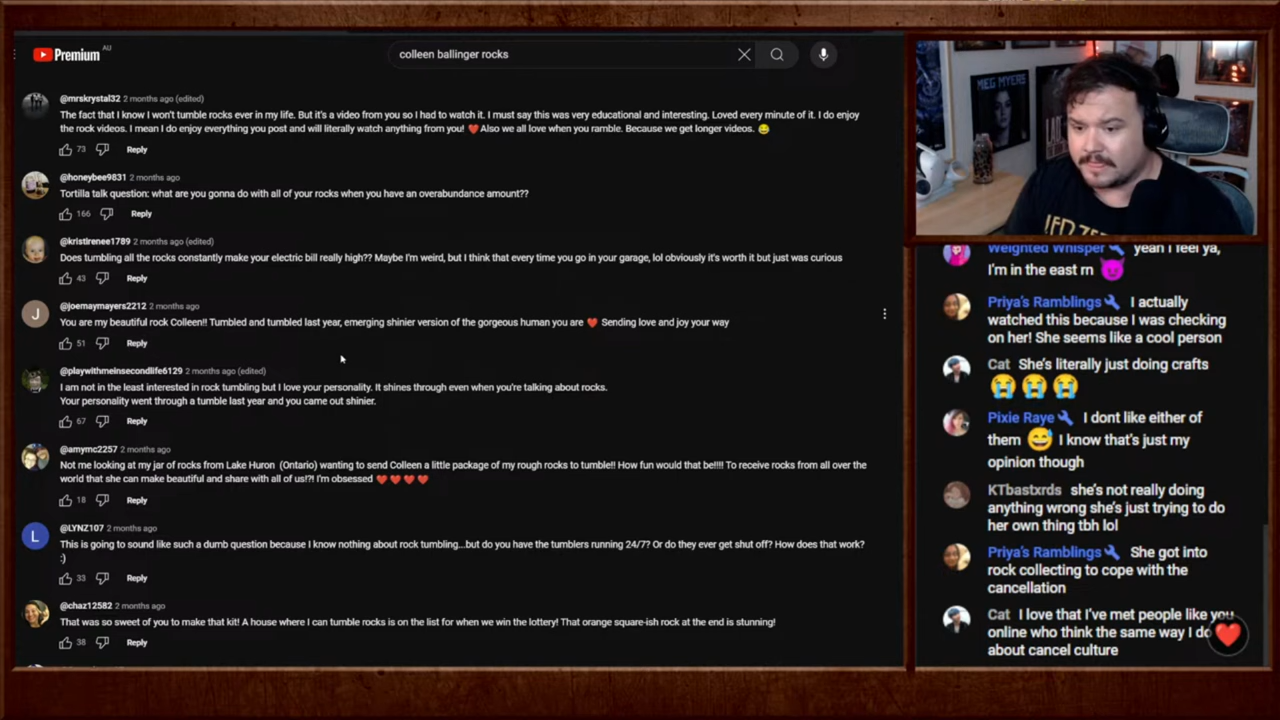 Premium AU
colleen ballinger rocks
@mrskrystal32 2 months ago (edited)
The fact that I know I won't tumble rocks ever in my life. But it's a video from you so I had to watch it. I must say this was very educational and interesting. Loved every minute of it. I do enjoy
the rock videos. I mean I do enjoy everything you post and will literally watch anything from you! ❤️Also we all love when you ramble. Because we get longer videos. 😂
73 Reply
@honeybee9831 2 months ago
Tortilla talk question: what are you gonna do with all of your rocks when you have an overabundance amount??
166 Reply
@kristirenee1789 2 months ago (edited)
Does tumbling all the rocks constantly make your electric bill really high?? Maybe I'm weird, but I think that every time you go in your garage, lol obviously it's worth it but just was curious
43 Reply
J
@joemaymayers2212 2 months ago
You are my beautiful rock Colleen!! Tumbled and tumbled last year, emerging shinier version of the gorgeous human you are ❤️ Sending love and joy your way
51 Reply
@playwithmeinsecondlife6129 2 months ago (edited)
I am not in the least interested in rock tumbling but I love your personality. It shines through even when you're talking about rocks.
Your personality went through a tumble last year and you came out shinier.
67 Reply
@amymc2257 2 months ago
Not me looking at my jar of rocks from Lake Huron (Ontario) wanting to send Colleen a little package of my rough rocks to tumble!! How fun would that be!!!! To receive rocks from all over the
world that she can make beautiful and share with all of us!?! I'm obsessed ❤️❤️❤️❤️
18 Reply
L
@LYNZ107 2 months ago
This is going to sound like such a dumb question because I know nothing about rock tumbling...but do you have the tumblers running 24/7? Or do they ever get shut off? How does that work?
:)
33 Reply
@chaz12582 2 months ago
That was so sweet of you to make that kit! A house where I can tumble rocks is on the list for when we win the lottery! That orange square-ish rock at the end is stunning!
38 Reply
MEG MYERS
Weighted Whisper yeah I feel ya,
I'm in the east rn 😈
Priya's Ramblings I actually
watched this because I was checking
on her! She seems like a cool person
Cat She's literally just doing crafts
😭😭😭
Pixie Raye I dont like either of
them 😅 I know that's just my
opinion though
KTbastxrds she's not really doing
anything wrong she's just trying to do
her own thing tbh lol
Priya's Ramblings She got into
rock collecting to cope with the
cancellation
Cat I love that I've met people like you
online who think the same way I do
about cancel culture